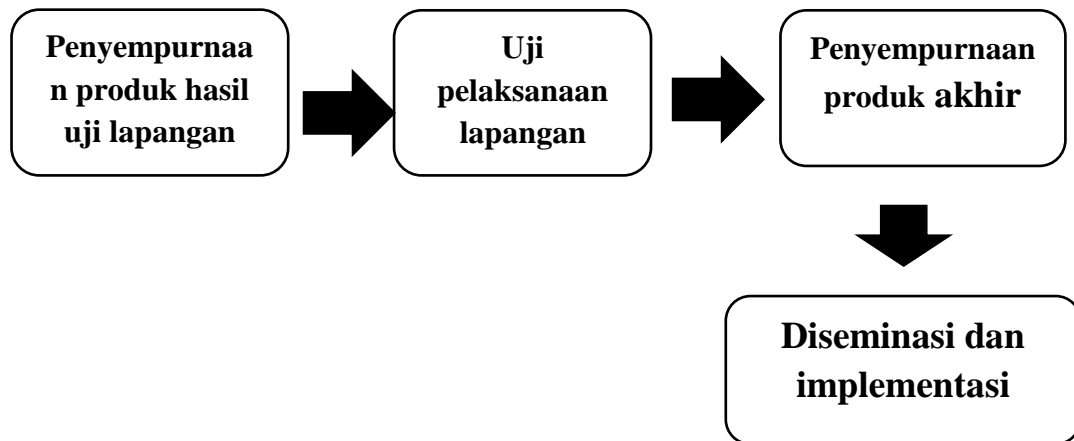 Penyempurnaa
n produk hasil
uji lapangan
Uji
pelaksanaan
lapangan
Penyempurnaan
produk akhir
Diseminasi dan
implementasi